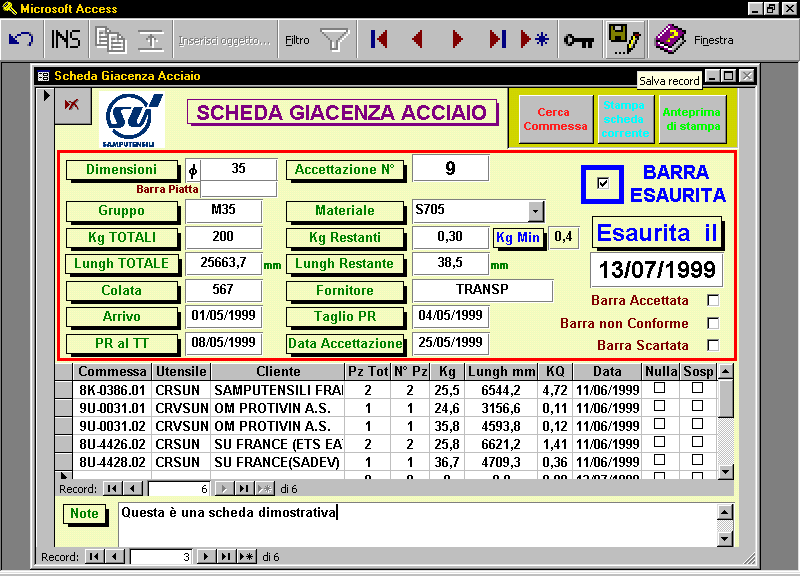 Microsoft Access
INS Inserisci oggetto... Filtro Finestra
Scheda Giacenza Acciaio
Salva record
SU
SAMPUTENSILI
SCHEDA GIACENZA ACCIAIO
Cerca Commessa
Stampa scheda corrente
Anteprima di stampa
Dimensioni ϕ 35 Accettazione N° 9
Barra Piatta
BARRA ESAURITA
Gruppo M35 Materiale S705
Kg TOTALI 200 Kg Restanti 0,30 Kg Min 0,4
Esaurita il
Lungh TOTALE 25663,7 mm Lungh Restante 38,5 mm
13/07/1999
Colata 567 Fornitore TRANSP
Barra Accettata
Arrivo 01/05/1999 Taglio PR 04/05/1999
Barra non Conforme
PR al TT 08/05/1999 Data Accettazione 25/05/1999
Barra Scartata
Commessa Utensile Cliente Pz Tot N° Pz Kg Lungh mm KQ Data Nulla Sosp
8K-0386.01 CRSUN SAMPUTENSILI FRA 2 2 25,5 6544,2 4,72 11/06/1999
9U-0031.01 CRVSUN OM PROTIVIN A.S. 1 1 24,6 3156,6 0,11 11/06/1999
9U-0031.02 CRVSUN OM PROTIVIN A.S. 1 1 35,8 4593,8 0,12 11/06/1999
8U-4426.02 CRSUN SU FRANCE (ETS EA 2 2 25,8 6621,2 1,41 11/06/1999
8U-4428.02 CRSUN SU FRANCE(SADEV) 1 1 36,7 4709,3 0,36 11/06/1999
Record: 6 di 6
Note Questa è una scheda dimostrativa
Record: 3 di 6